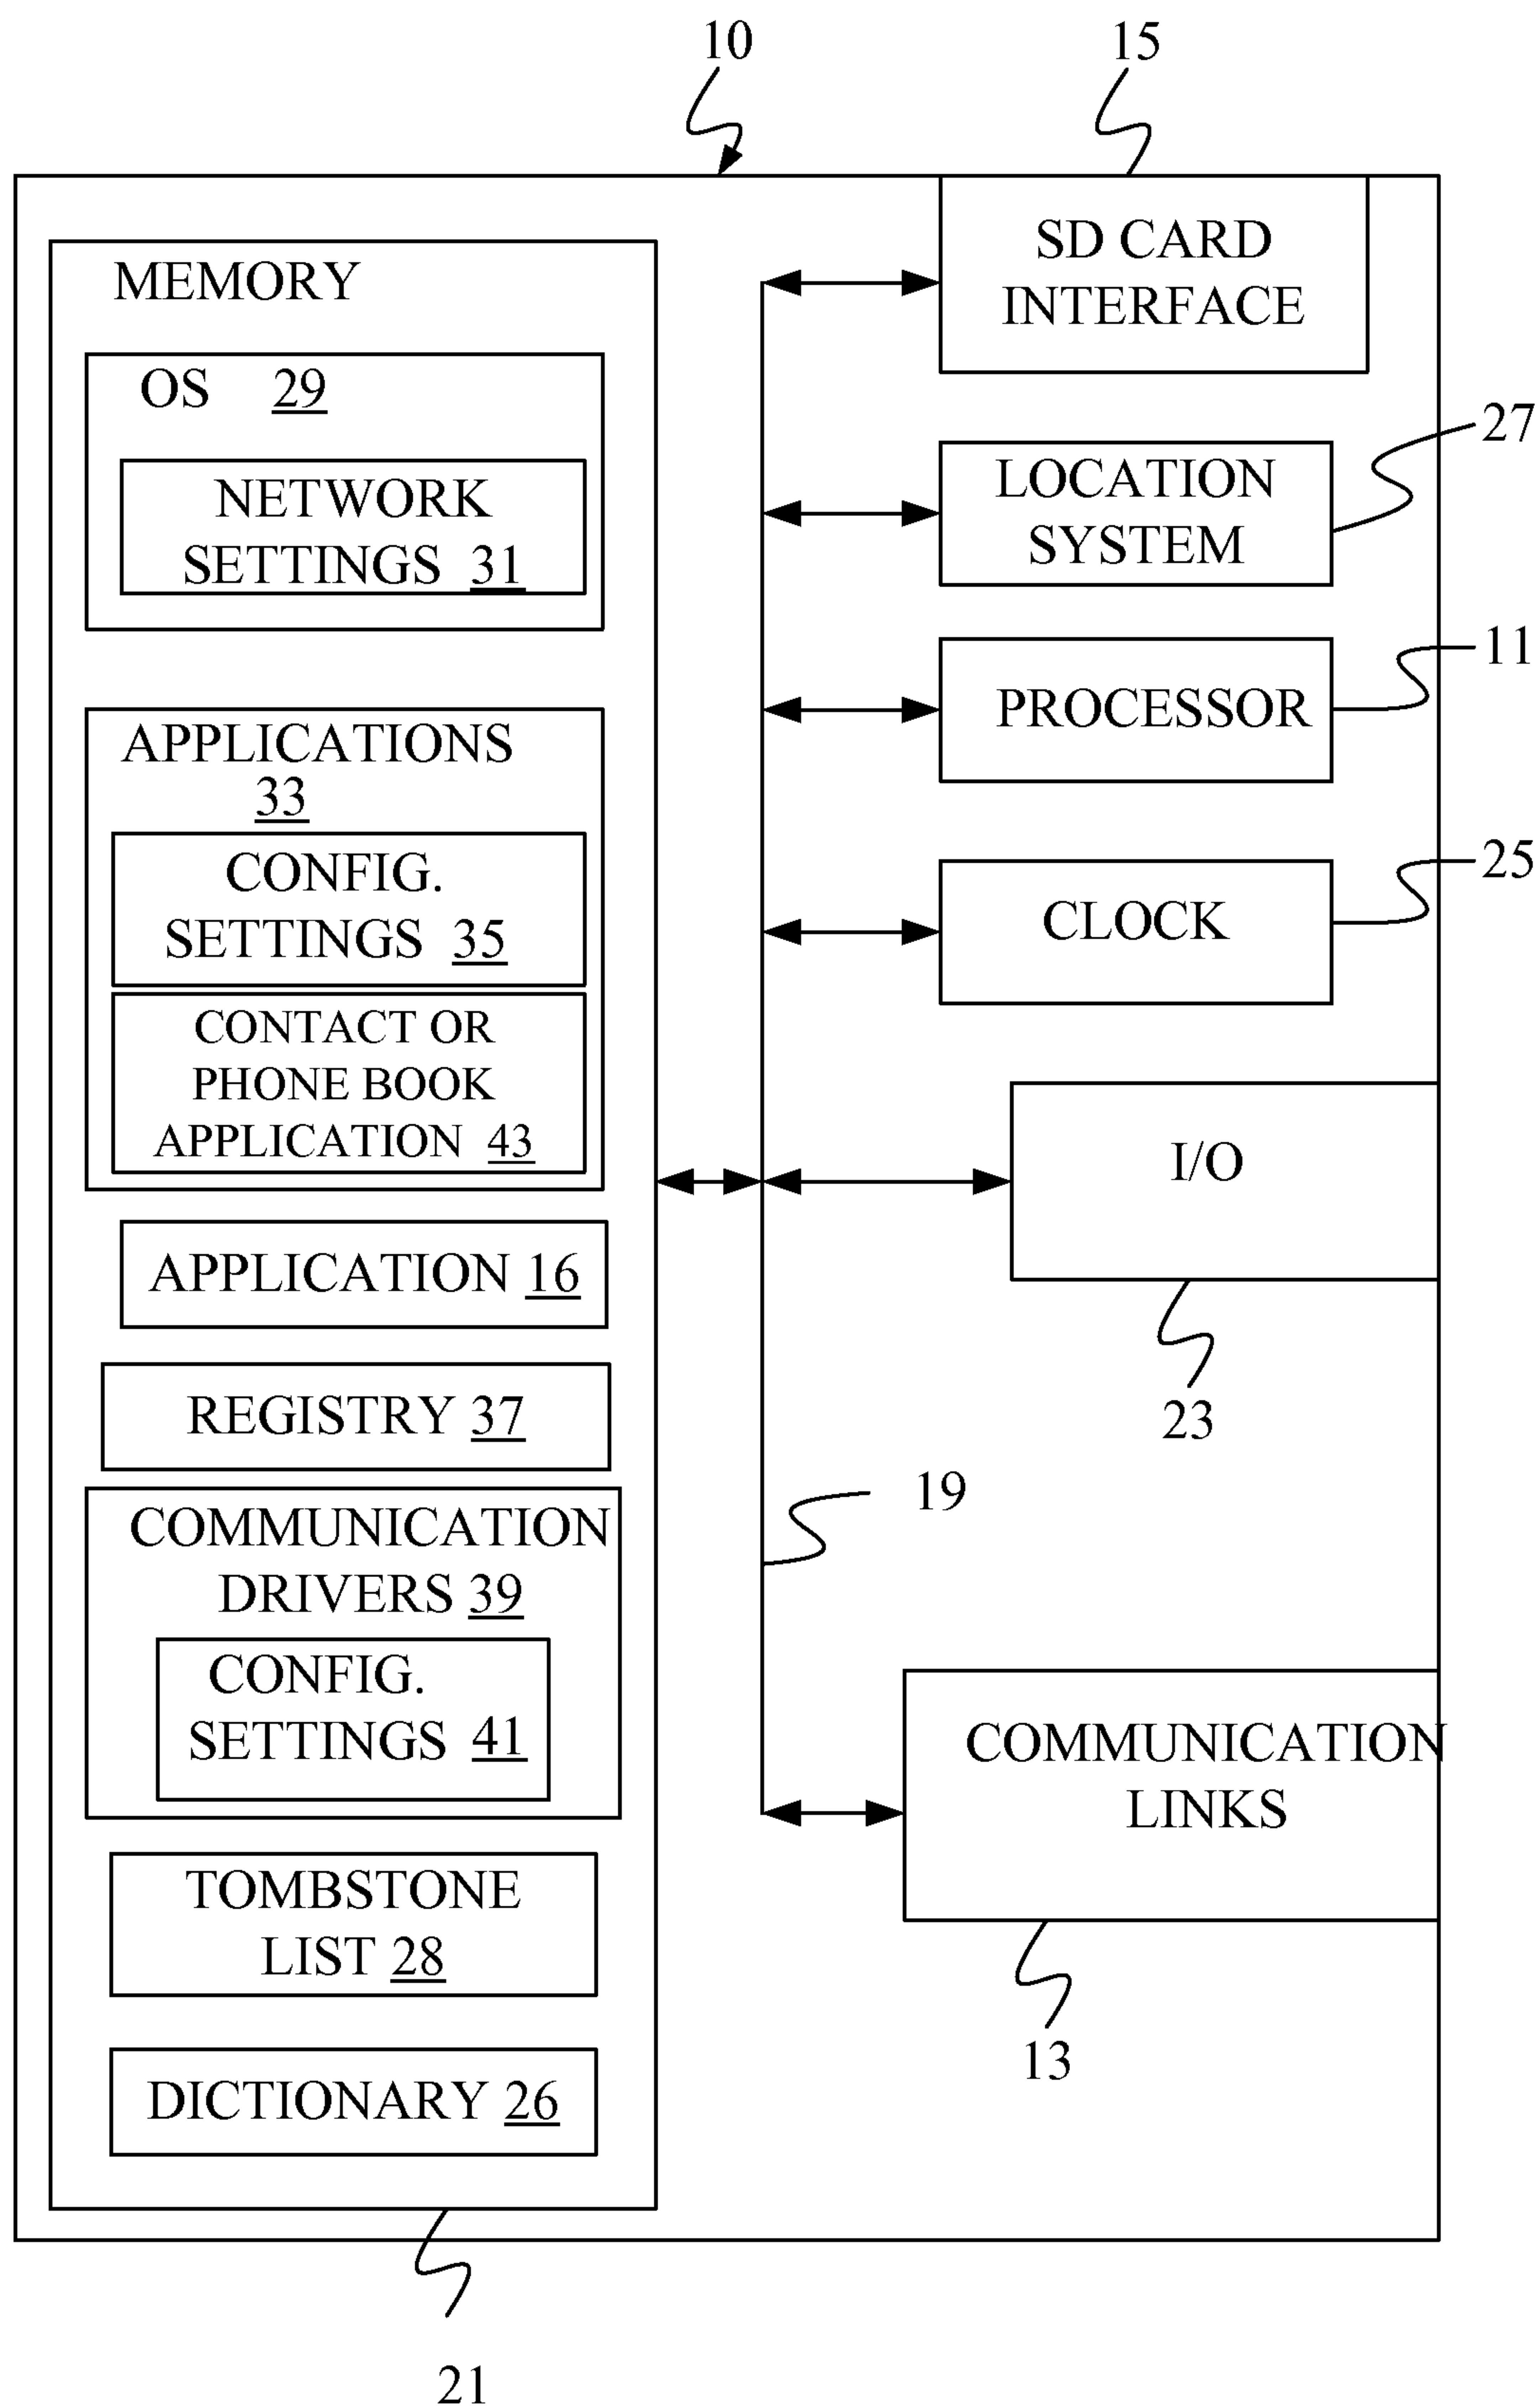 10
15
MEMORY
OS 29
NETWORK
SETTINGS 31
APPLICATIONS
33
CONFIG.
SETTINGS 35
CONTACT OR
PHONE BOOK
APPLICATION 43
APPLICATION 16
REGISTRY 37
COMMUNICATION
DRIVERS 39
CONFIG.
SETTINGS 41
TOMBSTONE
LIST 28
DICTIONARY 26
21
SD CARD
INTERFACE
LOCATION
SYSTEM
27
PROCESSOR
11
CLOCK
25
I/O
23
19
COMMUNICATION
LINKS
13